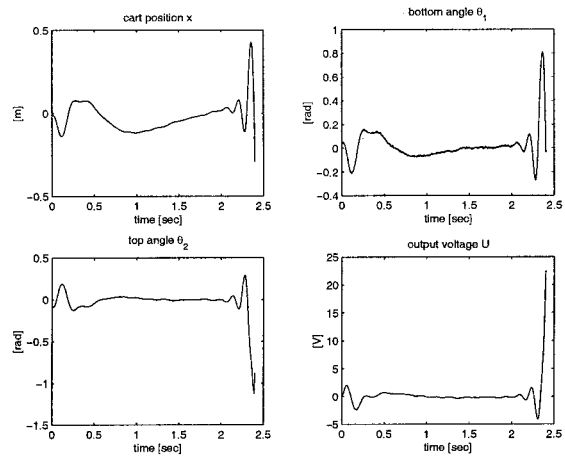 cart position x
0.5
0
−0.5
[m]
0 0.5 1 1.5 2 2.5
time [sec]
bottom angle θ₁
1
0.8
0.6
0.4
0.2
0
−0.2
−0.4
[rad]
0 0.5 1 1.5 2 2.5
time [sec]
top angle θ₂
0.5
0
−0.5
−1
−1.5
[rad]
0 0.5 1 1.5 2 2.5
time [sec]
output voltage U
25
20
15
10
5
0
−5
[V]
0 0.5 1 1.5 2 2.5
time [sec]